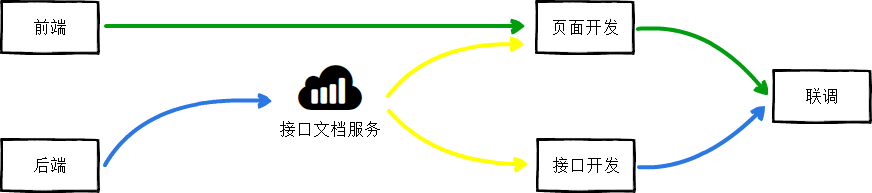 前端
页面开发
联调
接口文档服务
后端
接口开发